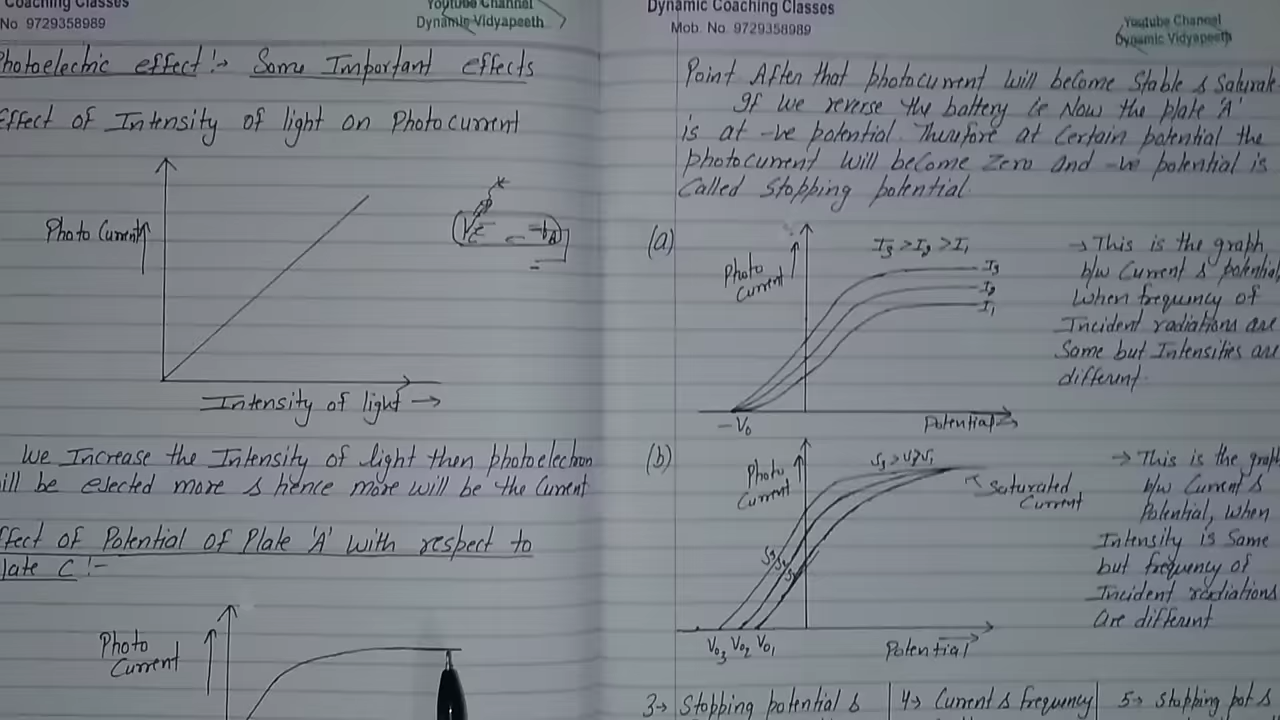 Coaching Classes
No. 9729358989
Youtube Channel
Dynamic Vidyapeeth
Photoelectric effect :→ Some Important effects
Effect Of Intensity of light on Photocurrent
Photo Current
Intensity of light →
We Increase the Intensity of light then photoelectron
ill be ejected more & hence more will be the Current
ffect Of Potential Of Plate 'A' with respect to
late C :-
Photo
Current
Dynamic Coaching Classes
Mob. No. 9729358989
Youtube Channel
Dynamic Vidyapeeth
Point After that photocurrent will become Stable & Saturate
If we reverse the battery ie Now the plate 'A'
is at -ve potential. Therefore at Certain potential the
photocurrent will become zero and -ve potential is
Called Stopping potential.
(a)
Photo
Current
I3 > I2 > I1
I3
I2
I1
-V0
Potential
→ This is the graph
b/w Current & potential
when frequency of
Incident radiations are
Same but Intensities are
different.
(b)
Photo
Current
ν3 > ν2 > ν1
Saturated
Current
V03 V02 V01
Potential
→ This is the graph
b/w Current &
Potential, when
Intensity is Same
but frequency of
Incident radiations
are different
3→ Stopping potential &
4→ Current & frequency
5→ Stopping pot &